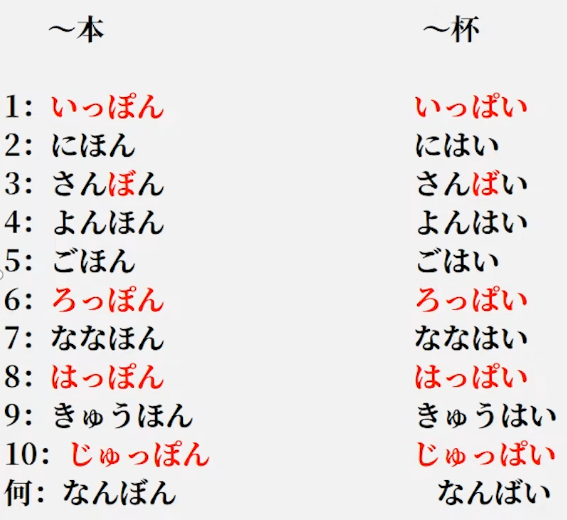 ～本 ～杯
1：いっぽん いっぱい
2：にほん にはい
3：さんぼん さんばい
4：よんほん よんはい
5：ごほん ごはい
6：ろっぽん ろっぱい
7：ななほん ななはい
8：はっぽん はっぱい
9：きゅうほん きゅうはい
10：じゅっぽん じゅっぱい
何：なんぼん なんばい